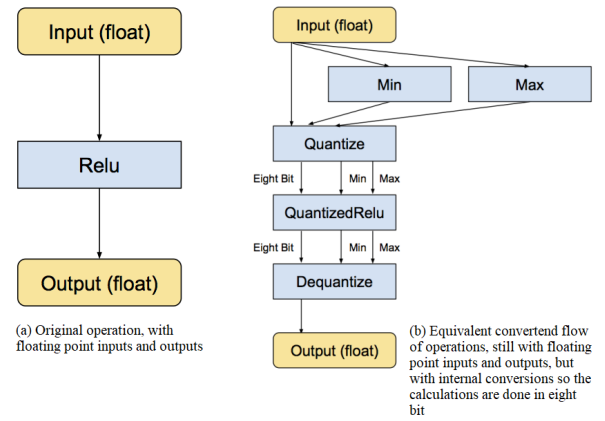 Input (float)
Relu
Output (float)
(a) Original operation, with
floating point inputs and outputs
Input (float)
Min
Max
Quantize
Eight Bit
Min
Max
QuantizedRelu
Eight Bit
Min
Max
Dequantize
Output (float)
(b) Equivalent convertend flow
of operations, still with floating
point inputs and outputs, but
with internal conversions so the
calculations are done in eight
bit